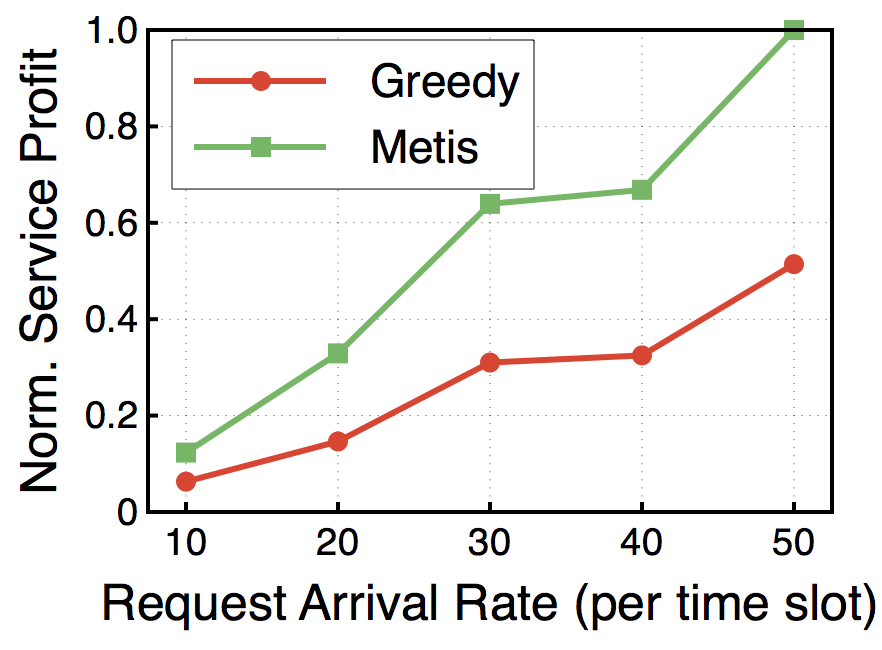 Norm. Service Profit
1.0
0.8
0.6
0.4
0.2
0
Greedy
Metis
10 20 30 40 50
Request Arrival Rate (per time slot)